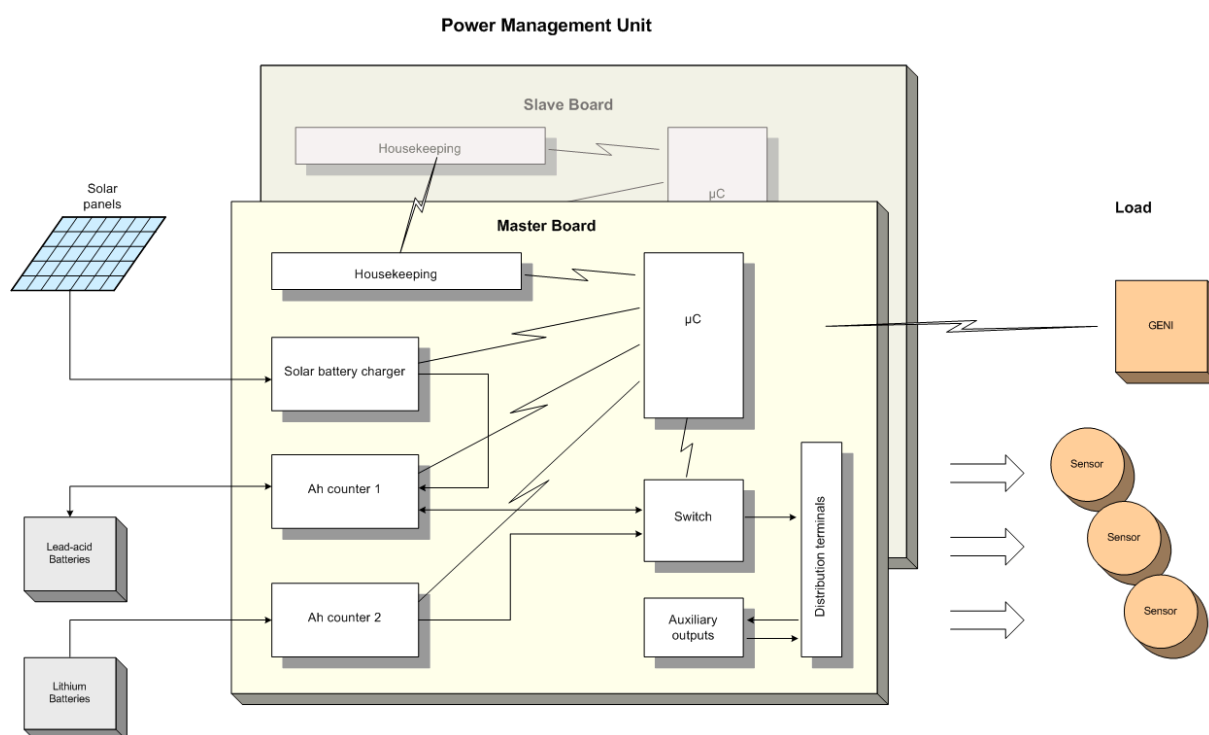 Power Management Unit
Slave Board
Housekeeping
µC
Solar
panels
Master Board
Load
Housekeeping
µC
GENI
Solar battery charger
Ah counter 1
Switch
Distribution terminals
Sensor
Sensor
Sensor
Lead-acid
Batteries
Ah counter 2
Auxiliary
outputs
Lithium
Batteries